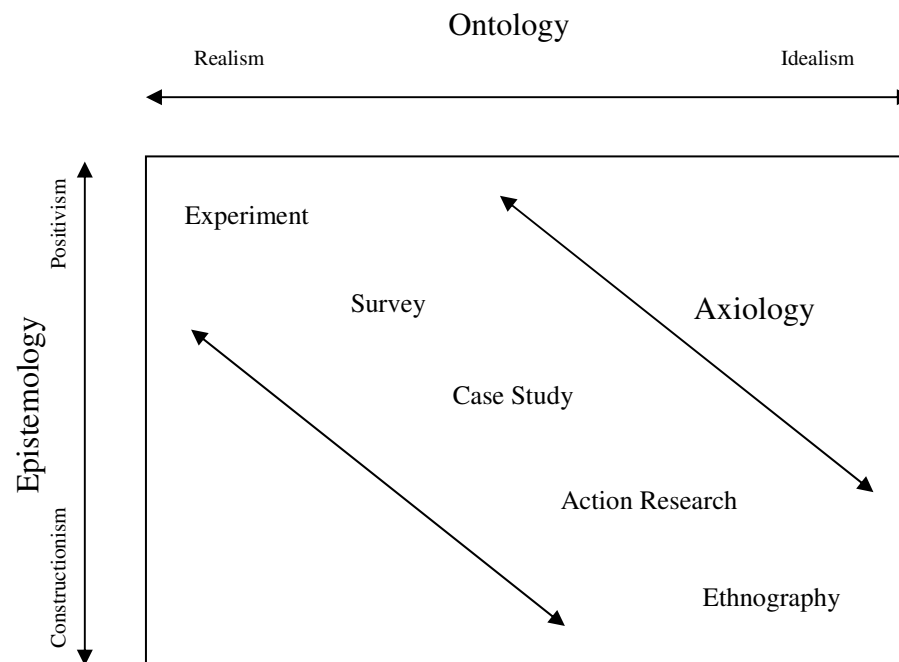 Ontology
Realism
Idealism
Positivism
Experiment
Survey
Axiology
Epistemology
Case Study
Action Research
Constructionism
Ethnography